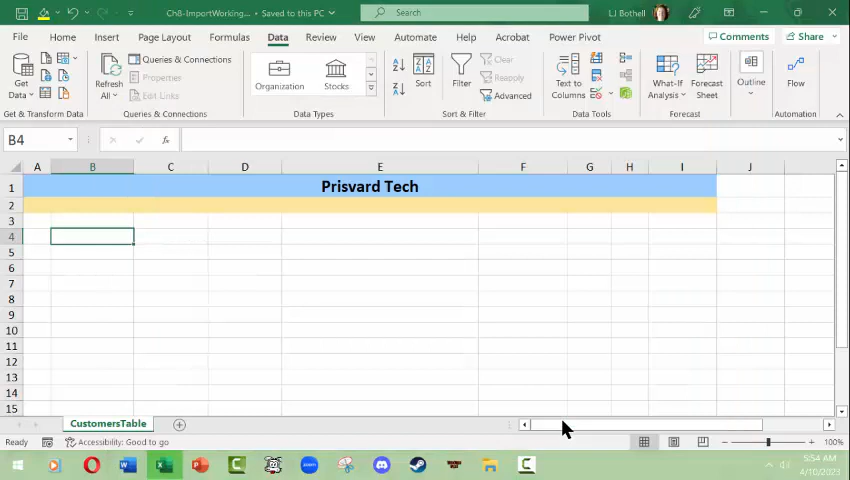 Ch8-ImportWorking... • Saved to this PC
Search
LJ Bothell
File Home Insert Page Layout Formulas Data Review View Automate Help Acrobat Power Pivot Comments Share
Get Data
Refresh All
Queries & Connections
Properties
Edit Links
Organization
Stocks
Sort
Filter
Clear
Reapply
Advanced
Text to Columns
What-If Analysis
Forecast Sheet
Outline
Flow
Get & Transform Data Queries & Connections Data Types Sort & Filter Data Tools Forecast Automation
B4 fx
A B C D E F G H I J
1 Prisvard Tech
2
3
4
5
6
7
8
9
10
11
12
13
14
15
CustomersTable
Ready Accessibility: Good to go 100%
5:54 AM
4/10/2023